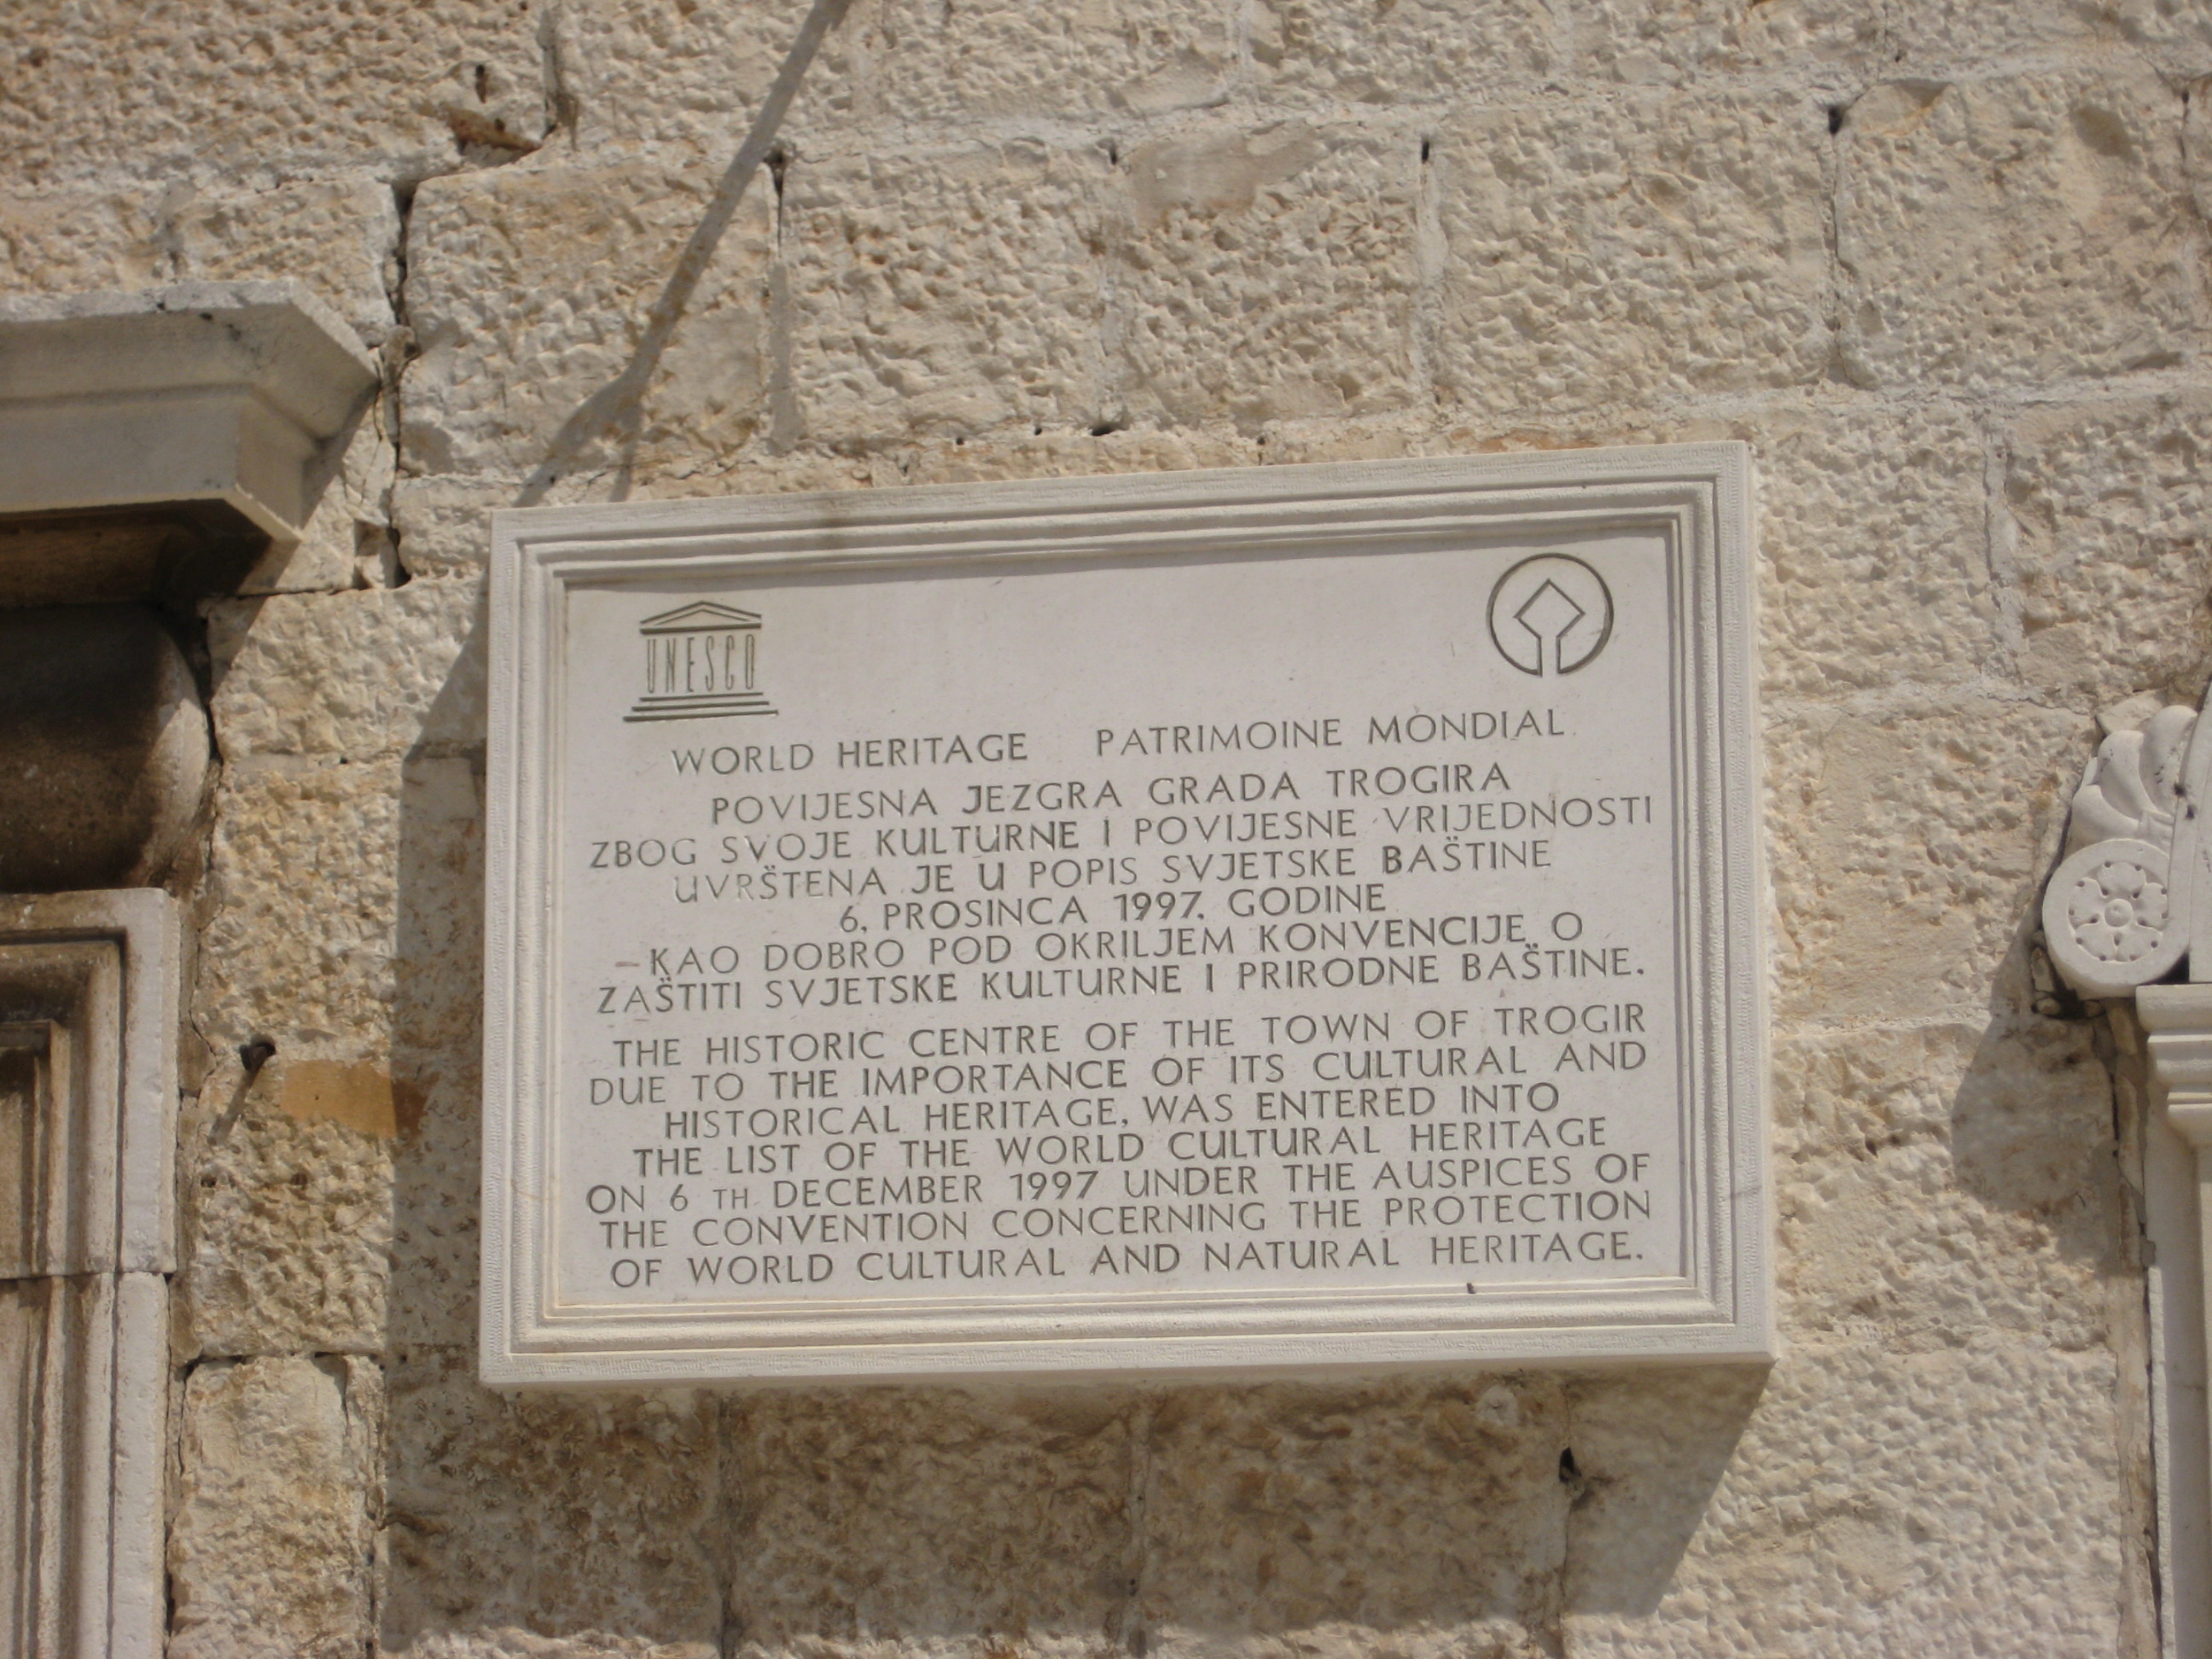 UNESCO
WORLD HERITAGE PATRIMOINE MONDIAL
POVIJESNA JEZGRA GRADA TROGIRA
ZBOG SVOJE KULTURNE I POVIJESNE VRIJEDNOSTI
UVRŠTENA JE U POPIS SVJETSKE BAŠTINE
6. PROSINCA 1997. GODINE
– KAO DOBRO POD OKRILJEM KONVENCIJE O
ZAŠTITI SVJETSKE KULTURNE I PRIRODNE BAŠTINE.
THE HISTORIC CENTRE OF THE TOWN OF TROGIR
DUE TO THE IMPORTANCE OF ITS CULTURAL AND
HISTORICAL HERITAGE, WAS ENTERED INTO
THE LIST OF THE WORLD CULTURAL HERITAGE
ON 6 TH DECEMBER 1997 UNDER THE AUSPICES OF
THE CONVENTION CONCERNING THE PROTECTION
OF WORLD CULTURAL AND NATURAL HERITAGE.